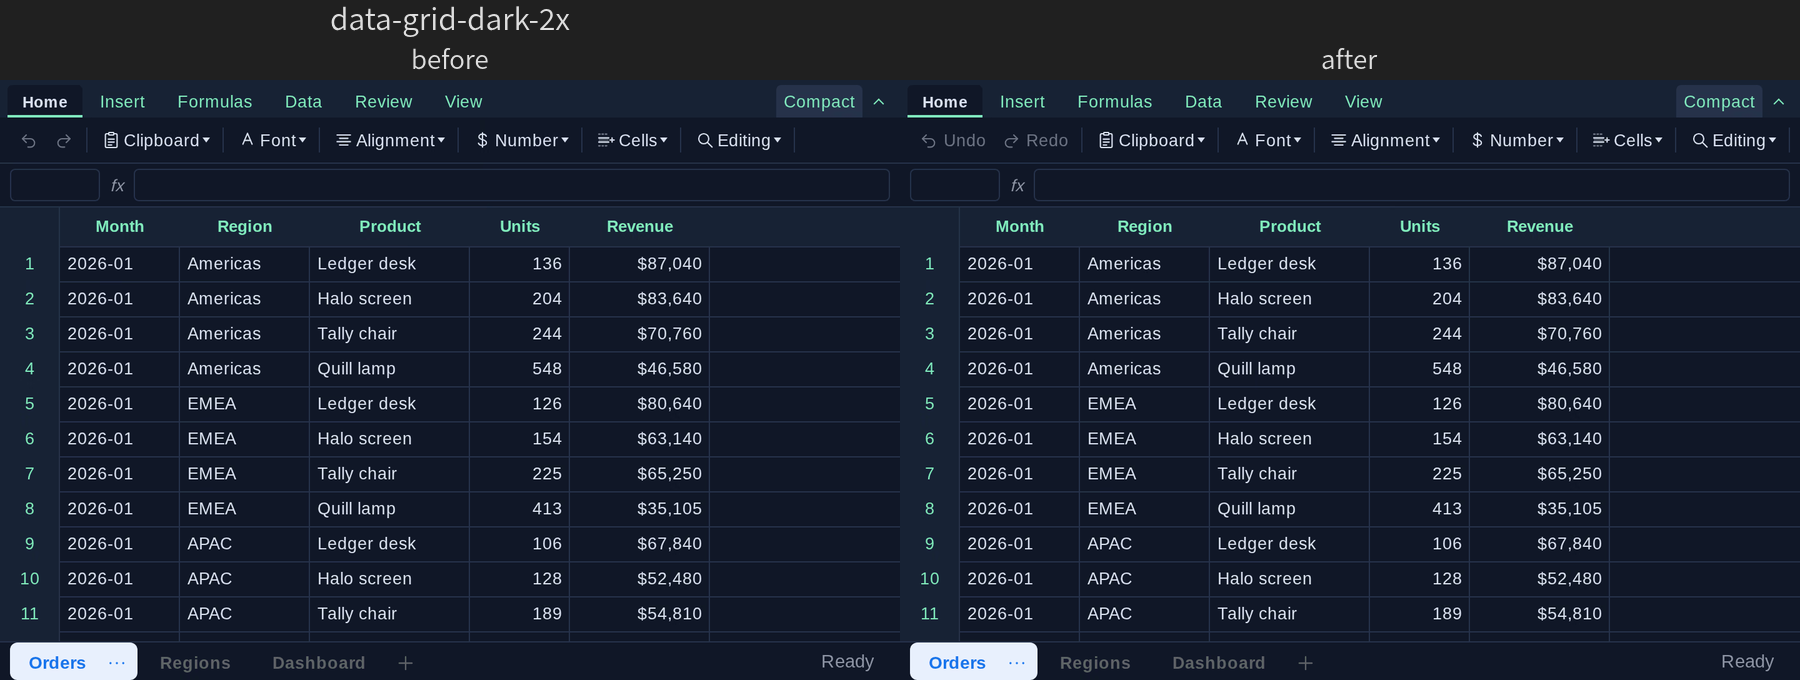 data-grid-dark-2x
before
after
Home Insert Formulas Data Review View Compact
Clipboard Font Alignment Number Cells Editing
fx
Month Region Product Units Revenue
1 2026-01 Americas Ledger desk 136 $87,040
2 2026-01 Americas Halo screen 204 $83,640
3 2026-01 Americas Tally chair 244 $70,760
4 2026-01 Americas Quill lamp 548 $46,580
5 2026-01 EMEA Ledger desk 126 $80,640
6 2026-01 EMEA Halo screen 154 $63,140
7 2026-01 EMEA Tally chair 225 $65,250
8 2026-01 EMEA Quill lamp 413 $35,105
9 2026-01 APAC Ledger desk 106 $67,840
10 2026-01 APAC Halo screen 128 $52,480
11 2026-01 APAC Tally chair 189 $54,810
Orders ··· Regions Dashboard + Ready
Home Insert Formulas Data Review View Compact
Undo Redo Clipboard Font Alignment Number Cells Editing
fx
Month Region Product Units Revenue
1 2026-01 Americas Ledger desk 136 $87,040
2 2026-01 Americas Halo screen 204 $83,640
3 2026-01 Americas Tally chair 244 $70,760
4 2026-01 Americas Quill lamp 548 $46,580
5 2026-01 EMEA Ledger desk 126 $80,640
6 2026-01 EMEA Halo screen 154 $63,140
7 2026-01 EMEA Tally chair 225 $65,250
8 2026-01 EMEA Quill lamp 413 $35,105
9 2026-01 APAC Ledger desk 106 $67,840
10 2026-01 APAC Halo screen 128 $52,480
11 2026-01 APAC Tally chair 189 $54,810
Orders ··· Regions Dashboard + Ready